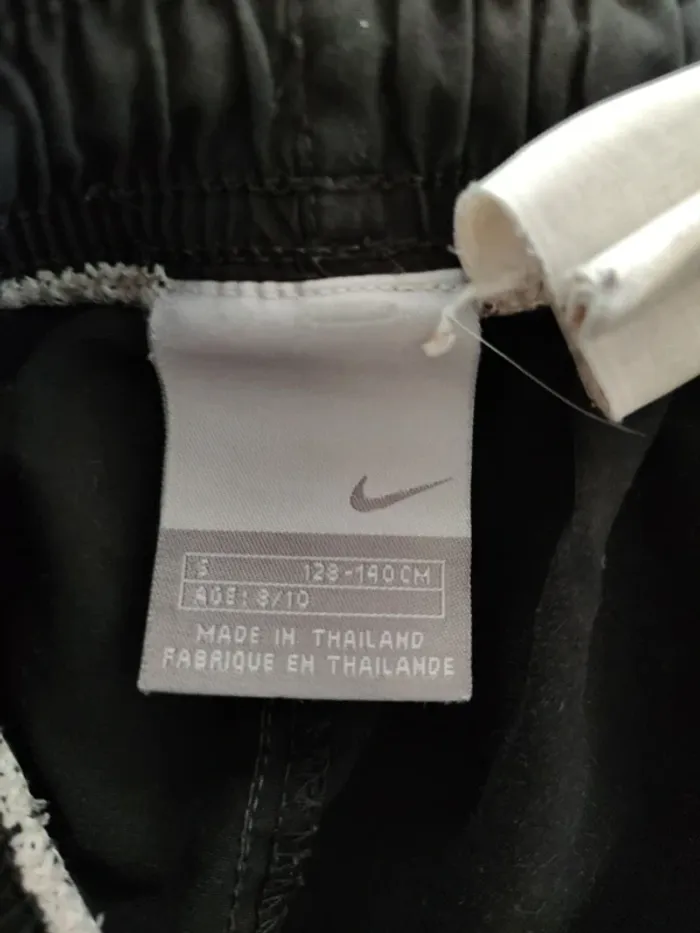 S 128-140CM
AGE: 8/10
MADE IN THAILAND
FABRIQUE EN THAILANDE